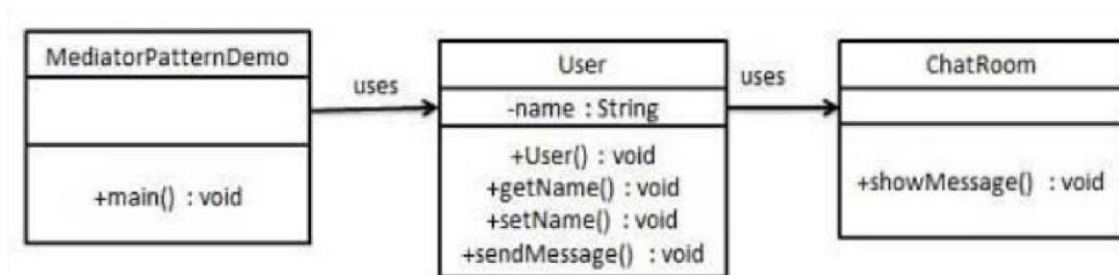 MediatorPatternDemo
+main() : void
uses
User
-name : String
+User() : void
+getName() : void
+setName() : void
+sendMessage() : void
uses
ChatRoom
+showMessage() : void